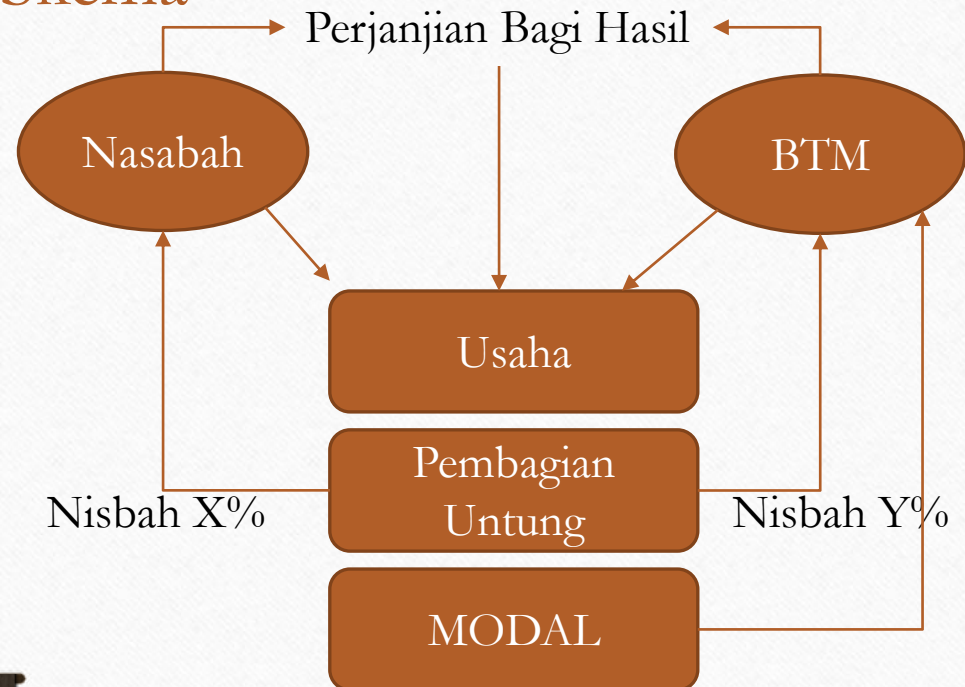 Perjanjian Bagi Hasil
Nasabah
BTM
Usaha
Pembagian
Untung
Nisbah X%
Nisbah Y%
MODAL